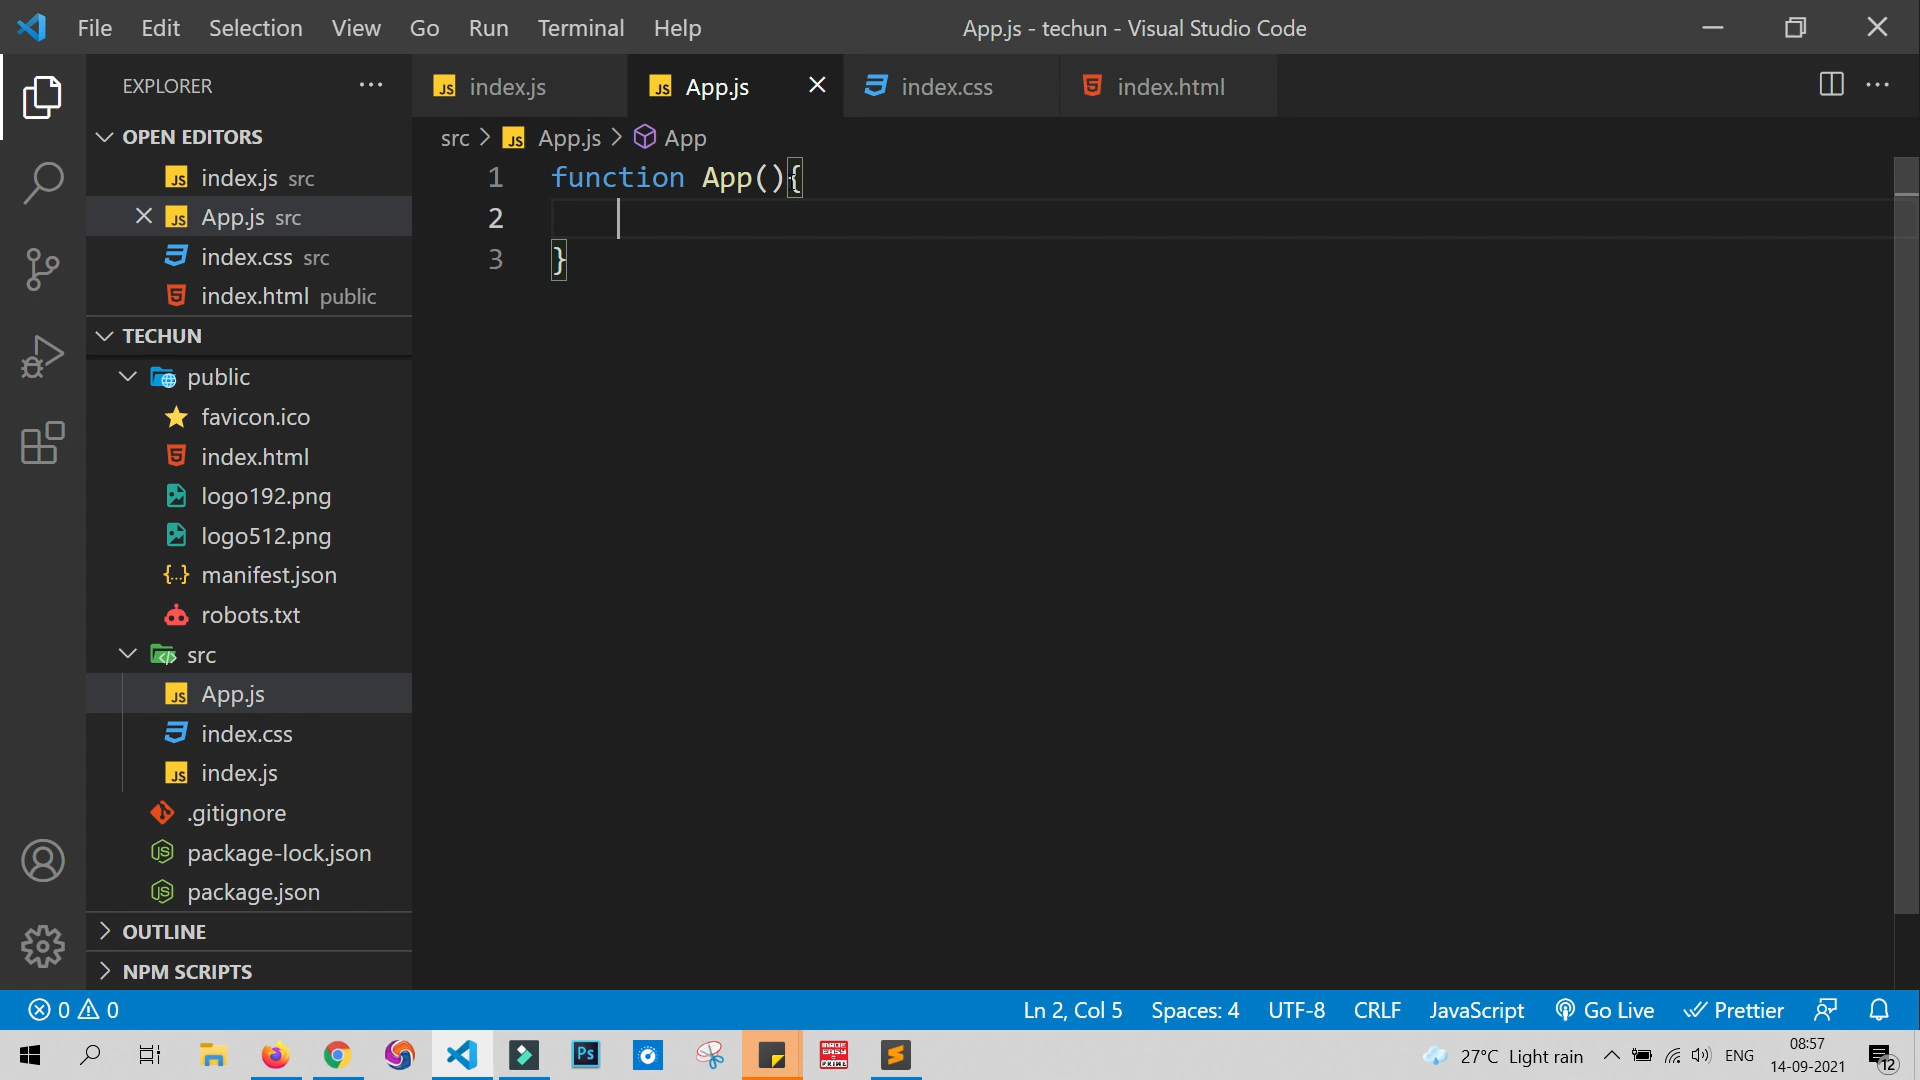 File Edit Selection View Go Run Terminal Help App.js - techun - Visual Studio Code
EXPLORER
index.js App.js index.css index.html
OPEN EDITORS
index.js src
App.js src
index.css src
index.html public
TECHUN
public
favicon.ico
index.html
logo192.png
logo512.png
manifest.json
robots.txt
src
App.js
index.css
index.js
.gitignore
package-lock.json
package.json
OUTLINE
NPM SCRIPTS
src > App.js > App
1 function App(){
2
3 }
0 0 Ln 2, Col 5 Spaces: 4 UTF-8 CRLF JavaScript Go Live Prettier
Ps MADE EASY PRIME 27°C Light rain ENG 08:57
14-09-2021
12